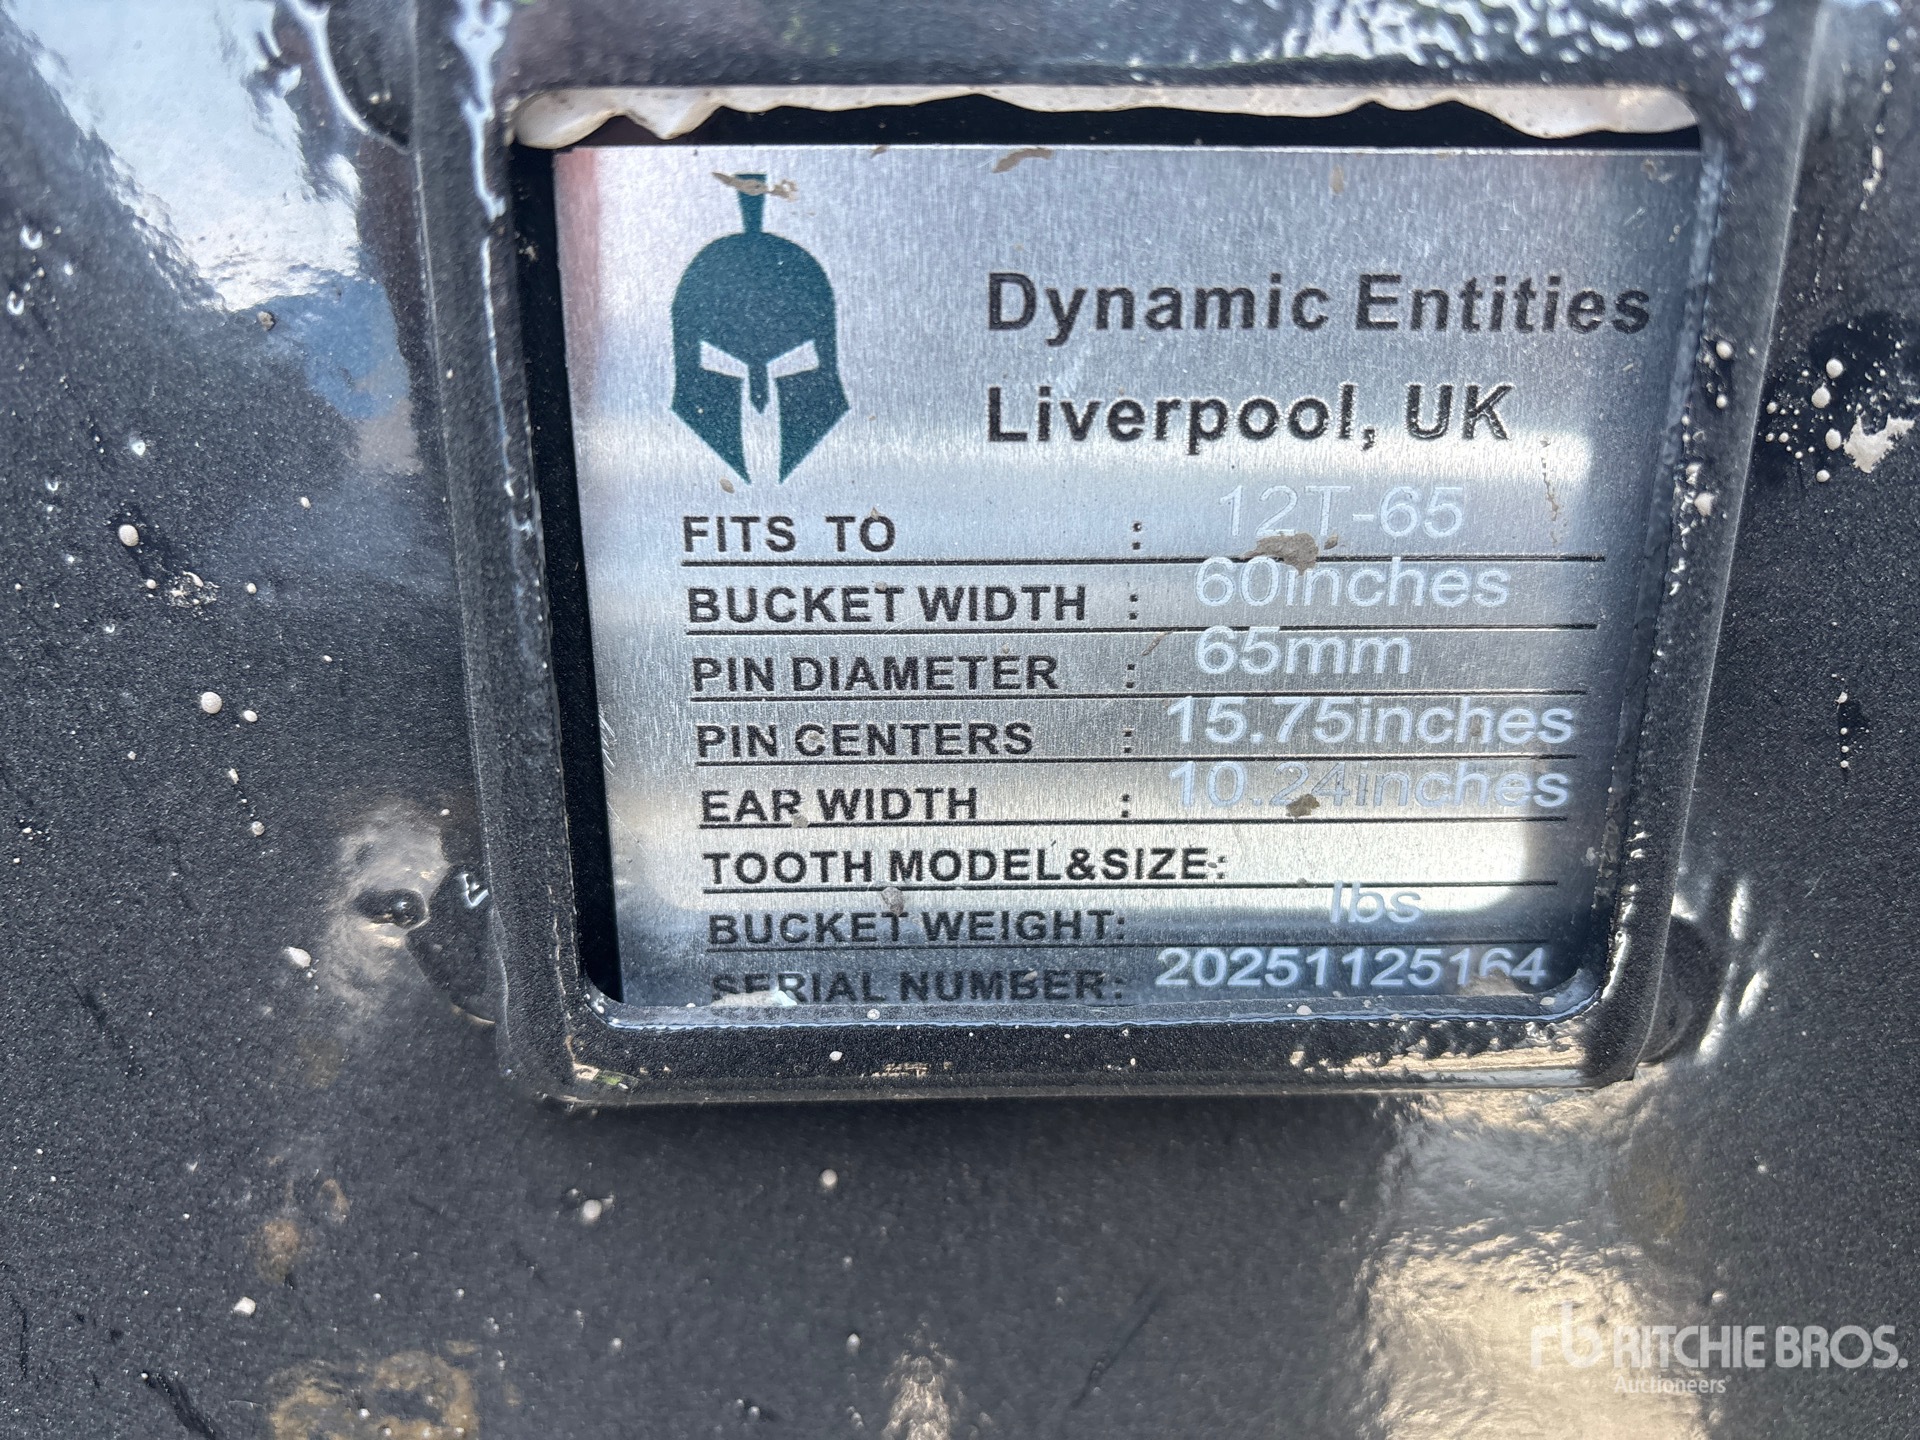 Dynamic Entities
Liverpool, UK
FITS TO : 12T-65
BUCKET WIDTH : 60inches
PIN DIAMETER : 65mm
PIN CENTERS : 15.75inches
EAR WIDTH : 10.24inches
TOOTH MODEL&SIZE:
BUCKET WEIGHT: lbs
SERIAL NUMBER: 20251125164
rb RITCHIE BROS.
Auctioneers